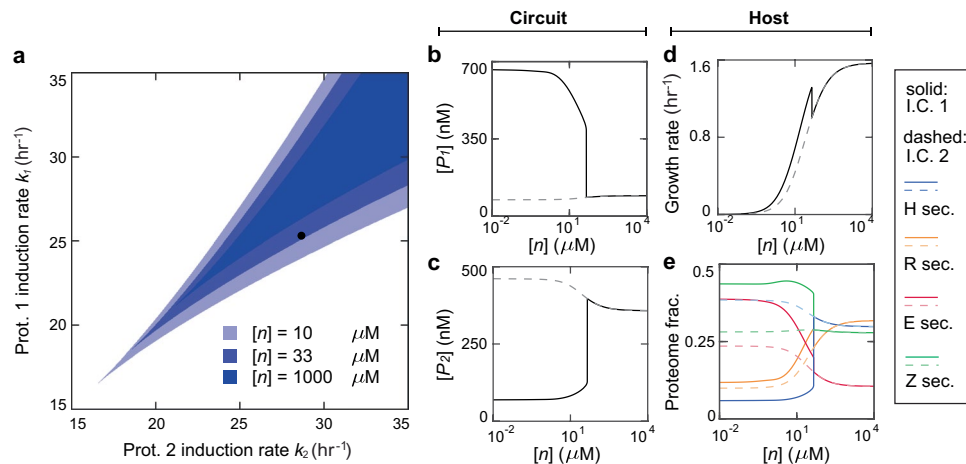 Circuit
Host
a
Prot. 1 induction rate k₁ (hr⁻¹)
35
30
25
20
15
15
20
25
30
35
Prot. 2 induction rate k₂ (hr⁻¹)
[n] = 10 μM
[n] = 33 μM
[n] = 1000 μM
b
[P₁] (nM)
700
350
0
10⁻²
10¹
10⁴
[n] (μM)
c
[P₂] (nM)
500
250
0
10⁻²
10¹
10⁴
[n] (μM)
d
Growth rate (hr⁻¹)
1.6
0.8
0
10⁻²
10¹
10⁴
[n] (μM)
e
Proteome frac.
0.5
0.25
0
10⁻²
10¹
10⁴
[n] (μM)
solid:
I.C. 1
dashed:
I.C. 2
H sec.
R sec.
E sec.
Z sec.